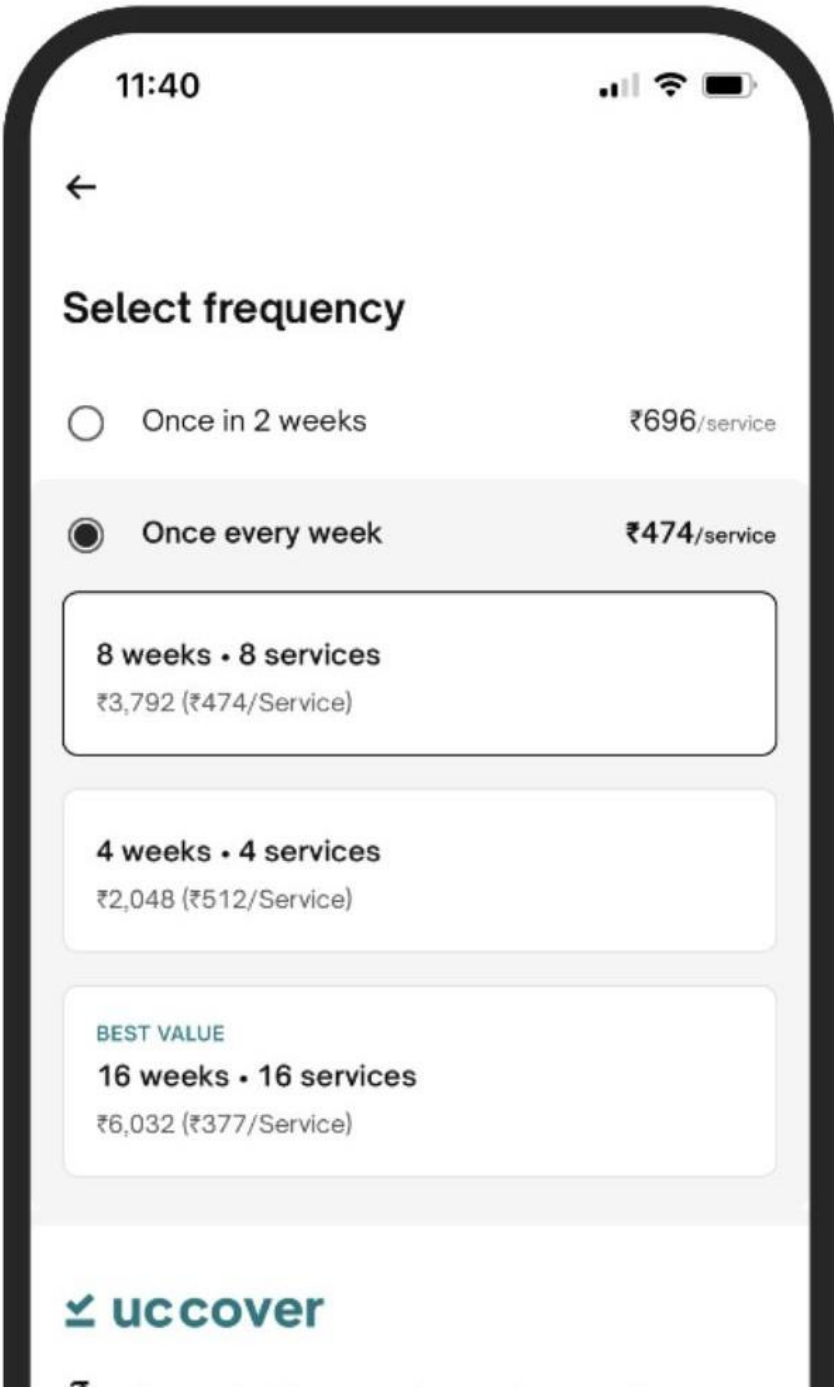 11:40
Select frequency
Once in 2 weeks ₹696/service
Once every week ₹474/service
8 weeks • 8 services
₹3,792 (₹474/Service)
4 weeks • 4 services
₹2,048 (₹512/Service)
BEST VALUE
16 weeks • 16 services
₹6,032 (₹377/Service)
uccover